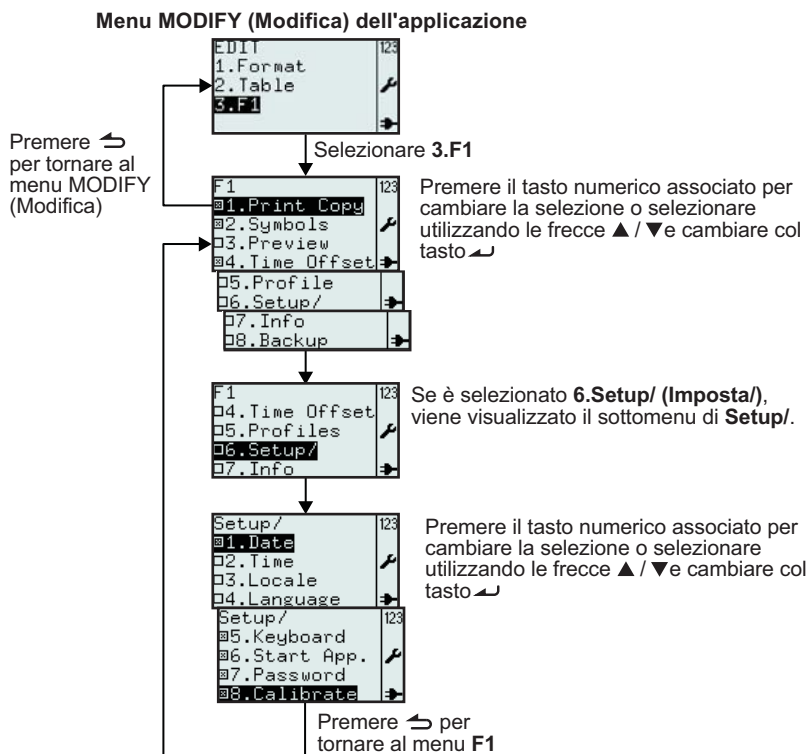 Menu MODIFY (Modifica) dell'applicazione
EDIT 123
1.Format
2.Table
3.F1
Premere
per tornare al
menu MODIFY
(Modifica)
Selezionare 3.F1
F1 123
1.Print Copy
2.Symbols
3.Preview
4.Time Offset
5.Profile
6.Setup/
7.Info
8.Backup
Premere il tasto numerico associato per
cambiare la selezione o selezionare
utilizzando le frecce ▲ / ▼e cambiare col
tasto
F1 123
4.Time Offset
5.Profiles
6.Setup/
7.Info
Se è selezionato 6.Setup/ (Imposta/),
viene visualizzato il sottomenu di Setup/.
Setup/ 123
1.Date
2.Time
3.Locale
4.Language
Setup/ 123
5.Keyboard
6.Start App.
7.Password
8.Calibrate
Premere il tasto numerico associato per
cambiare la selezione o selezionare
utilizzando le frecce ▲ / ▼e cambiare col
tasto
Premere per
tornare al menu F1